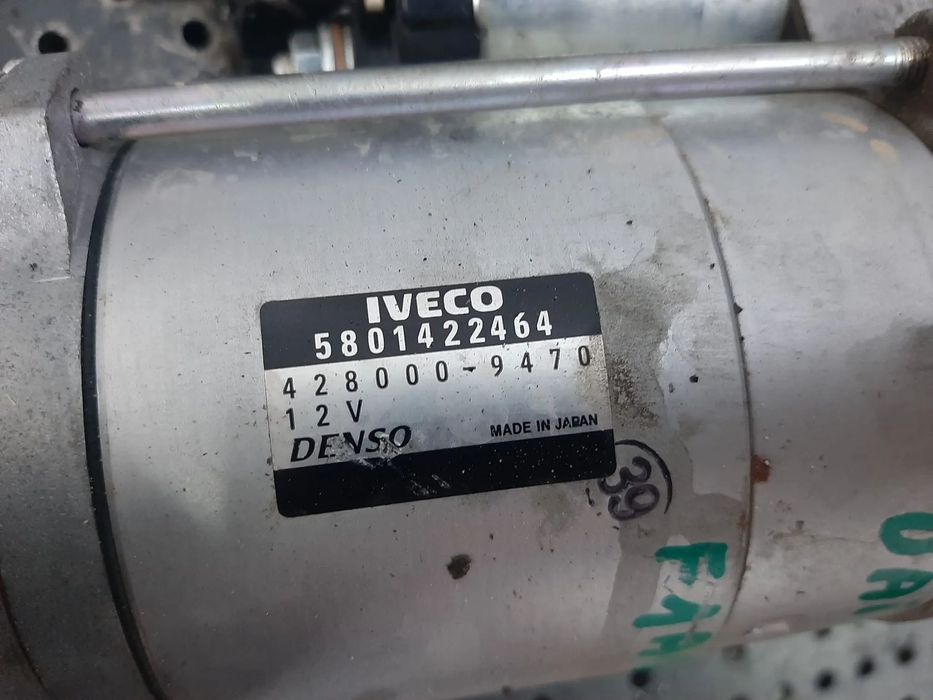 IVECO
5801422464
428000-9470
12V
DENSO MADE IN JAPAN
39